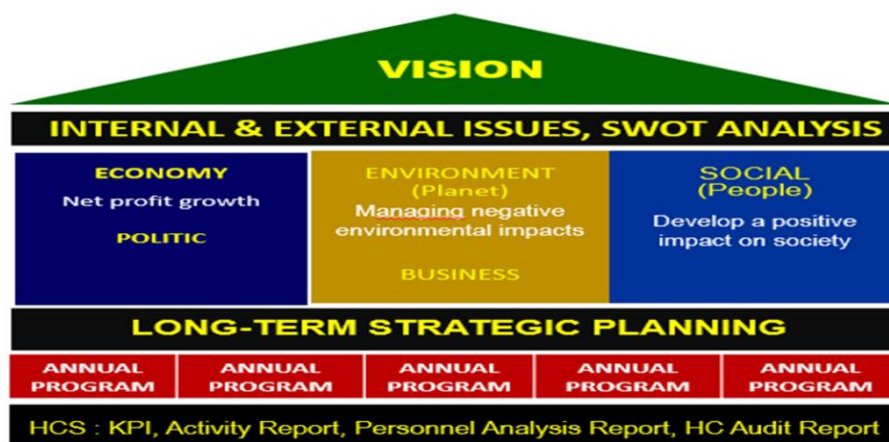 VISION
INTERNAL & EXTERNAL ISSUES, SWOT ANALYSIS
ECONOMY
Net profit growth
POLITIC
ENVIRONMENT
(Planet)
Managing negative
environmental impacts
BUSINESS
SOCIAL
(People)
Develop a positive
impact on society
LONG-TERM STRATEGIC PLANNING
ANNUAL
PROGRAM
ANNUAL
PROGRAM
ANNUAL
PROGRAM
ANNUAL
PROGRAM
ANNUAL
PROGRAM
HCS : KPI, Activity Report, Personnel Analysis Report, HC Audit Report